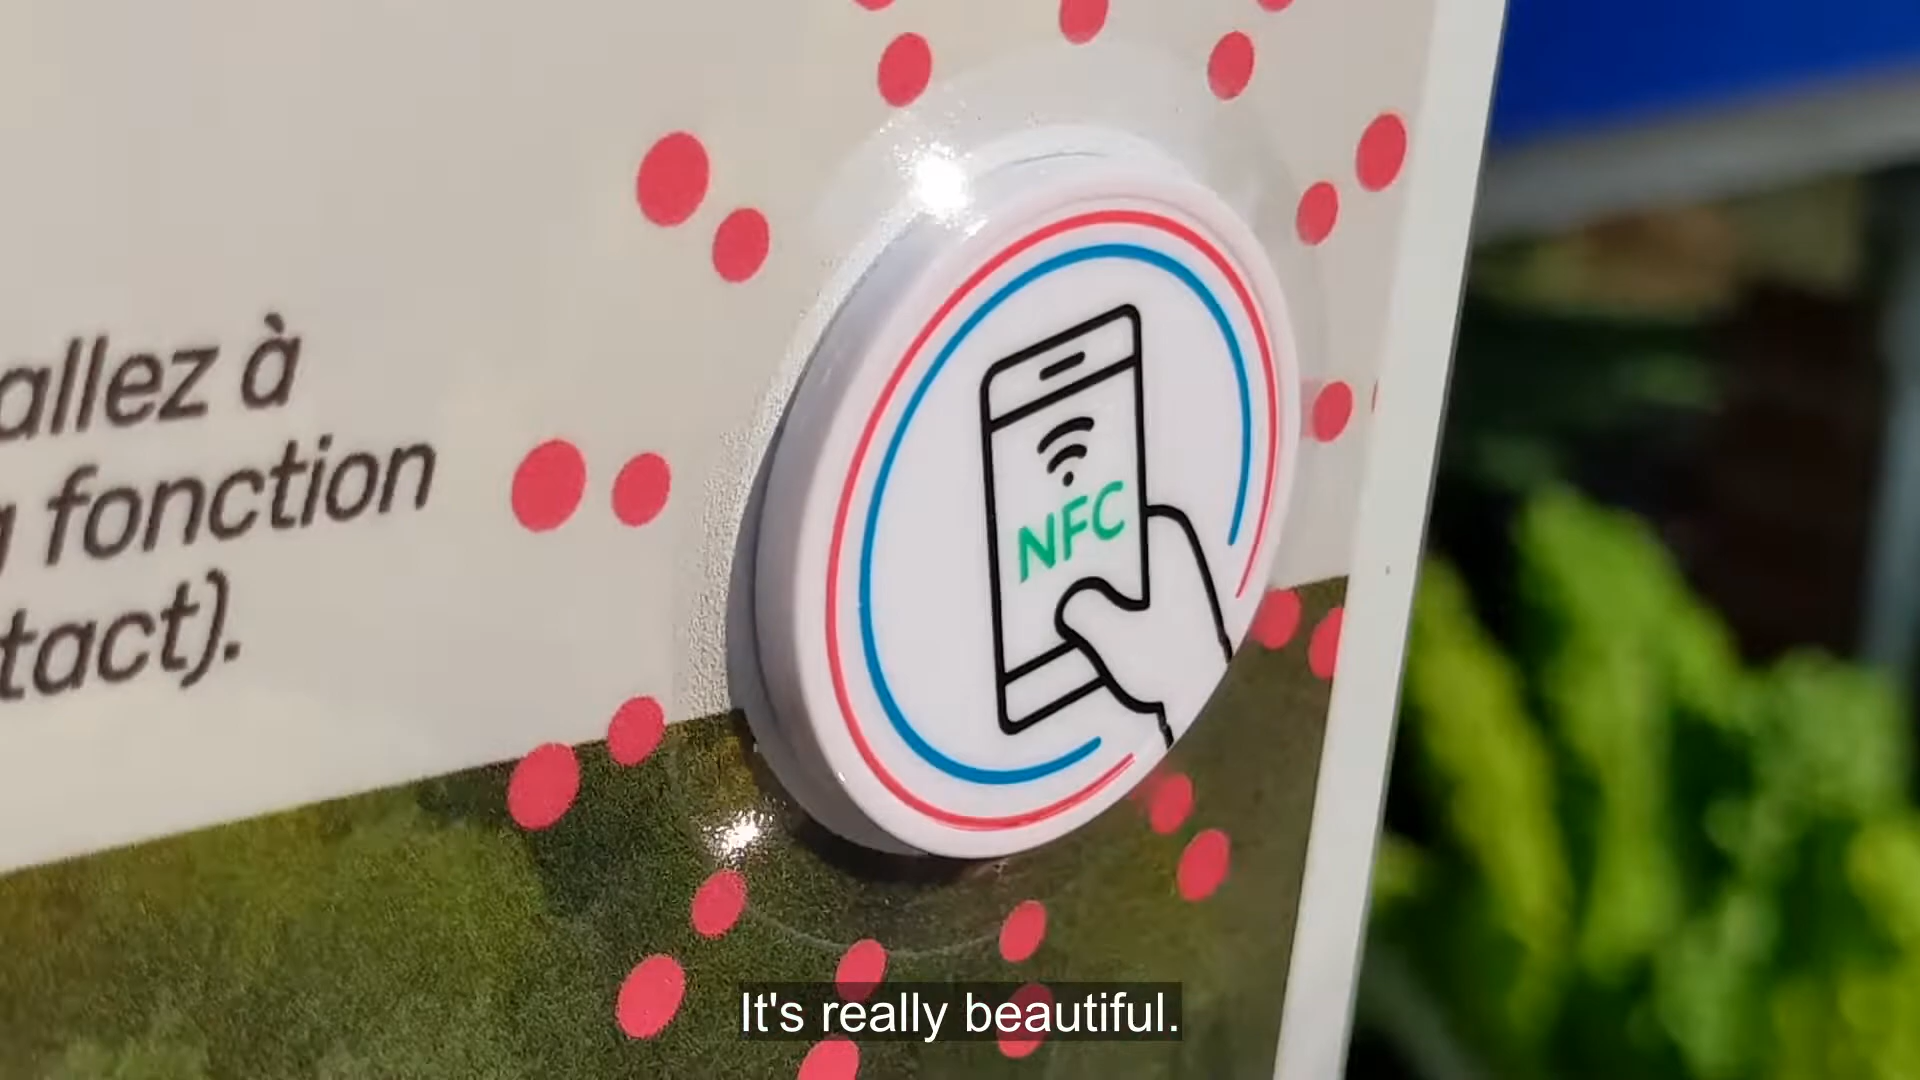 allez à
fonction
tact).
NFC
It's really beautiful.